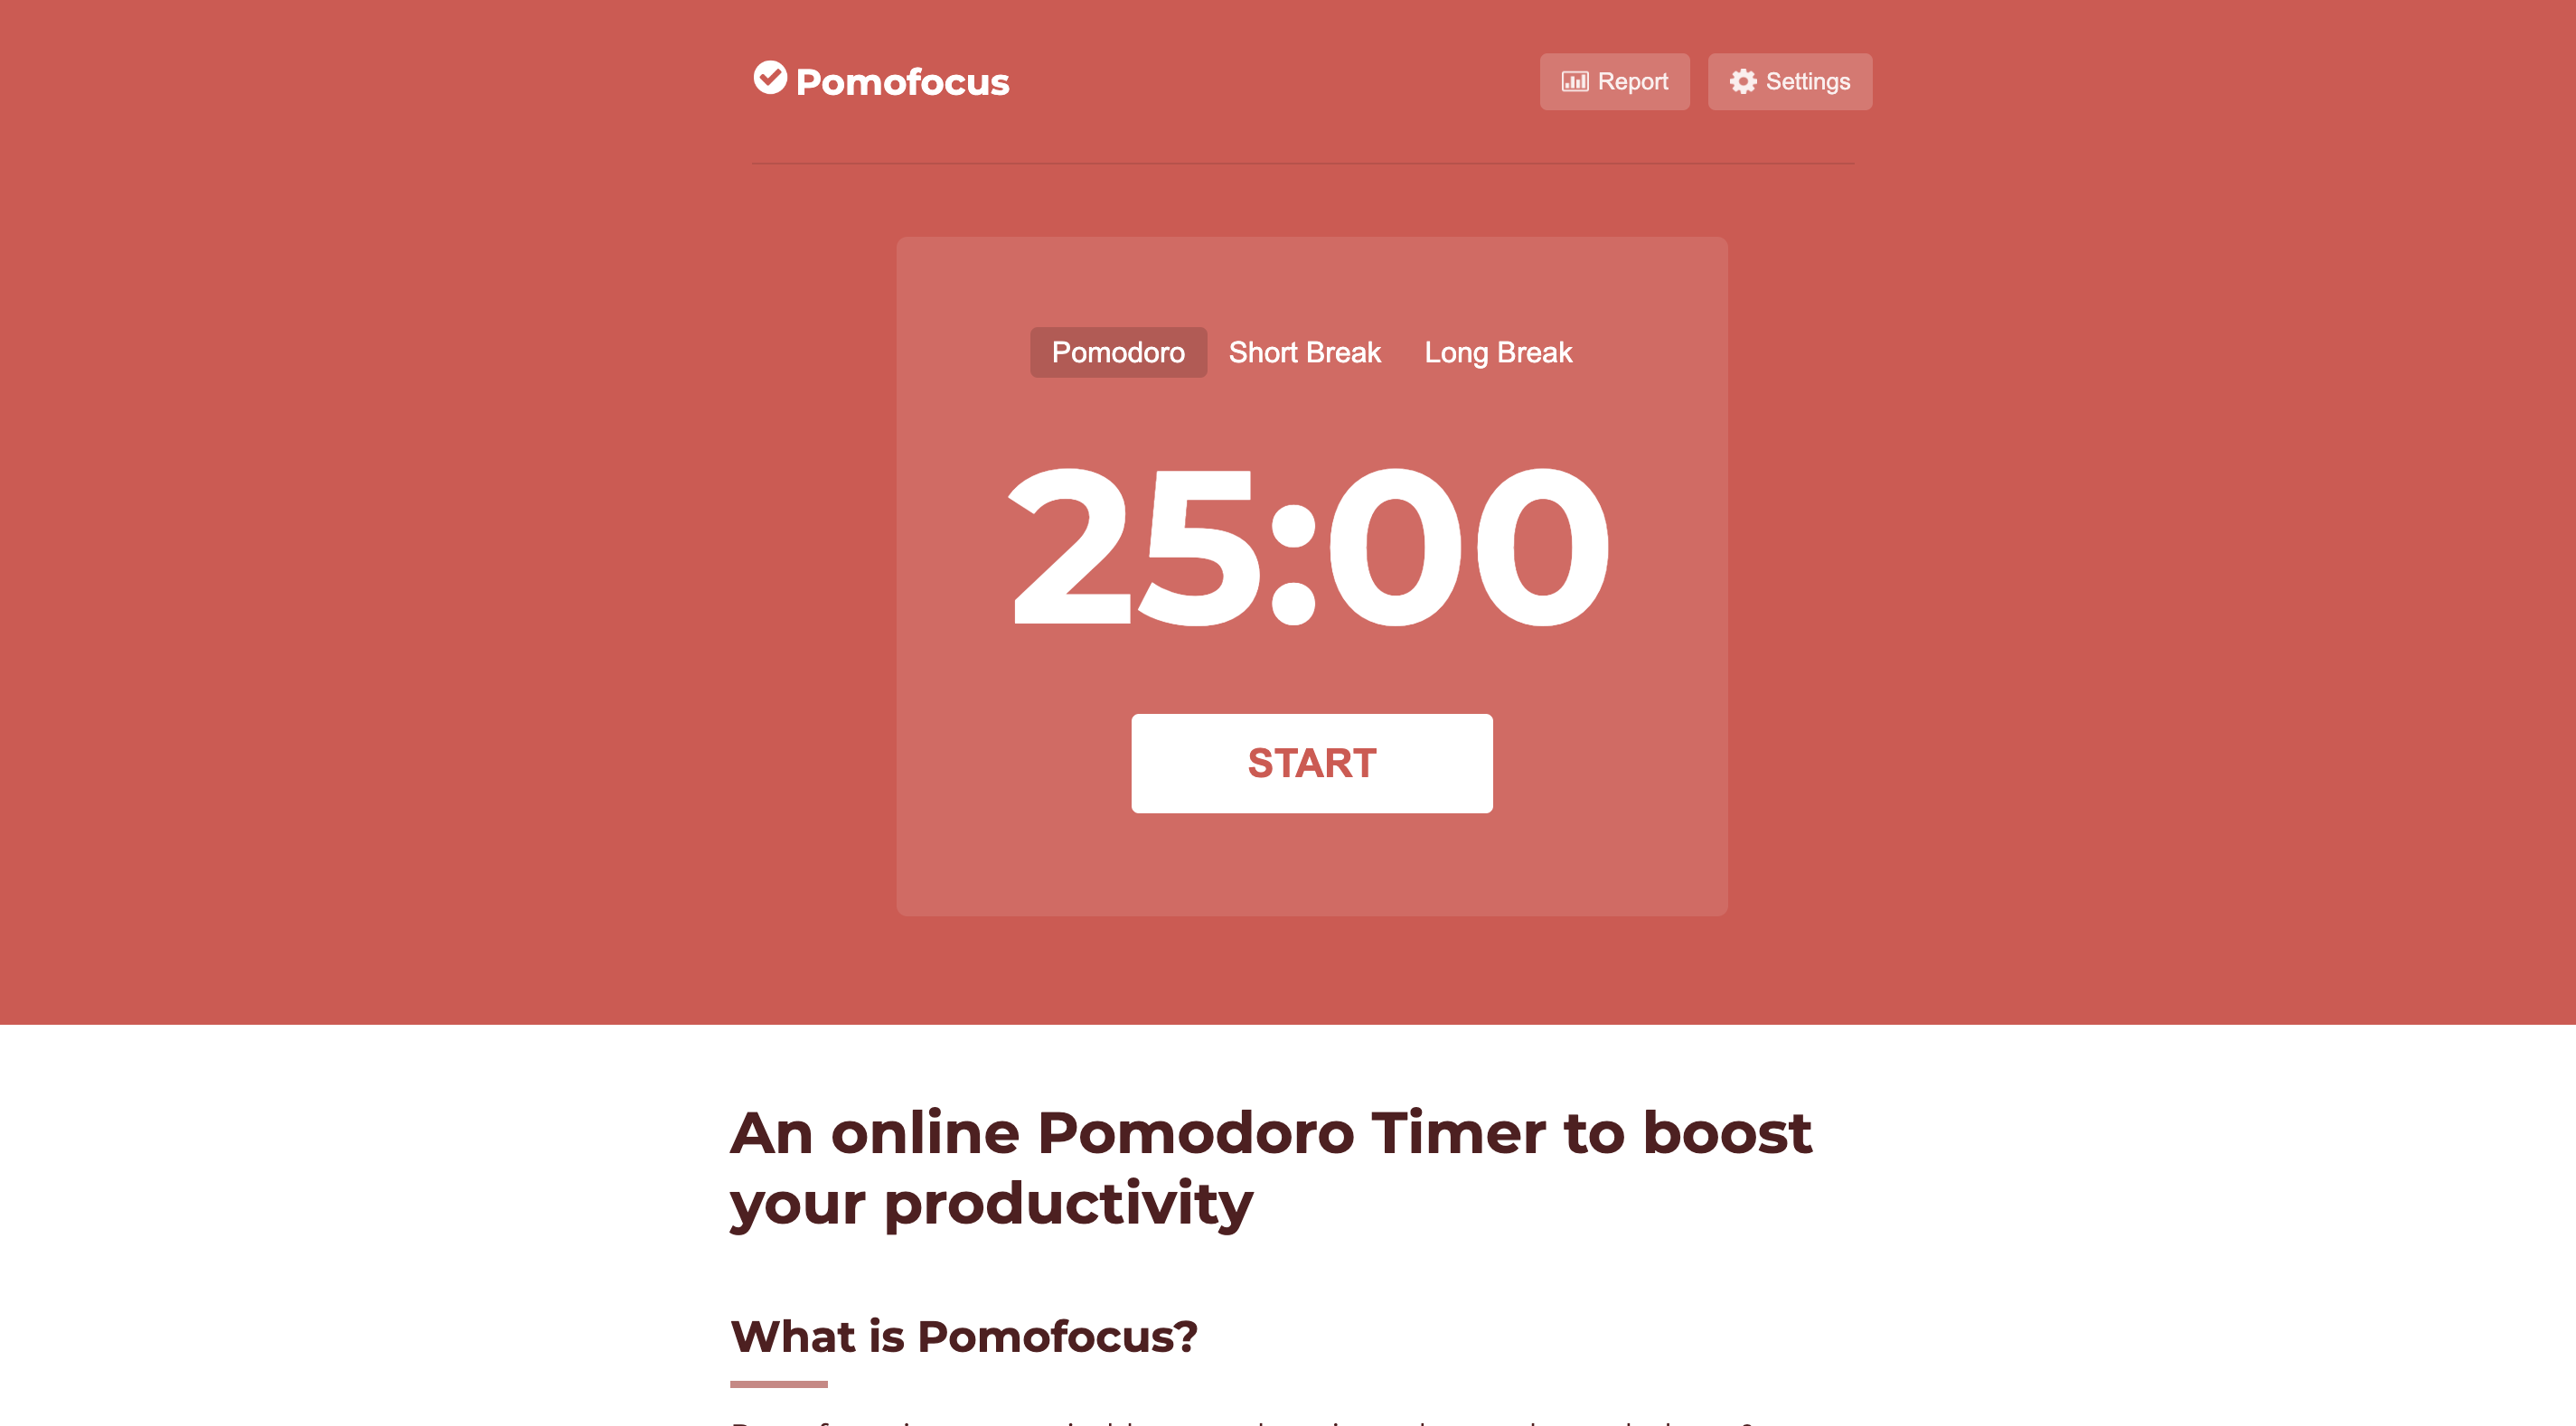 Pomofocus
Report
Settings
Pomodoro
Short Break
Long Break
25:00
START
An online Pomodoro Timer to boost
your productivity
What is Pomofocus?